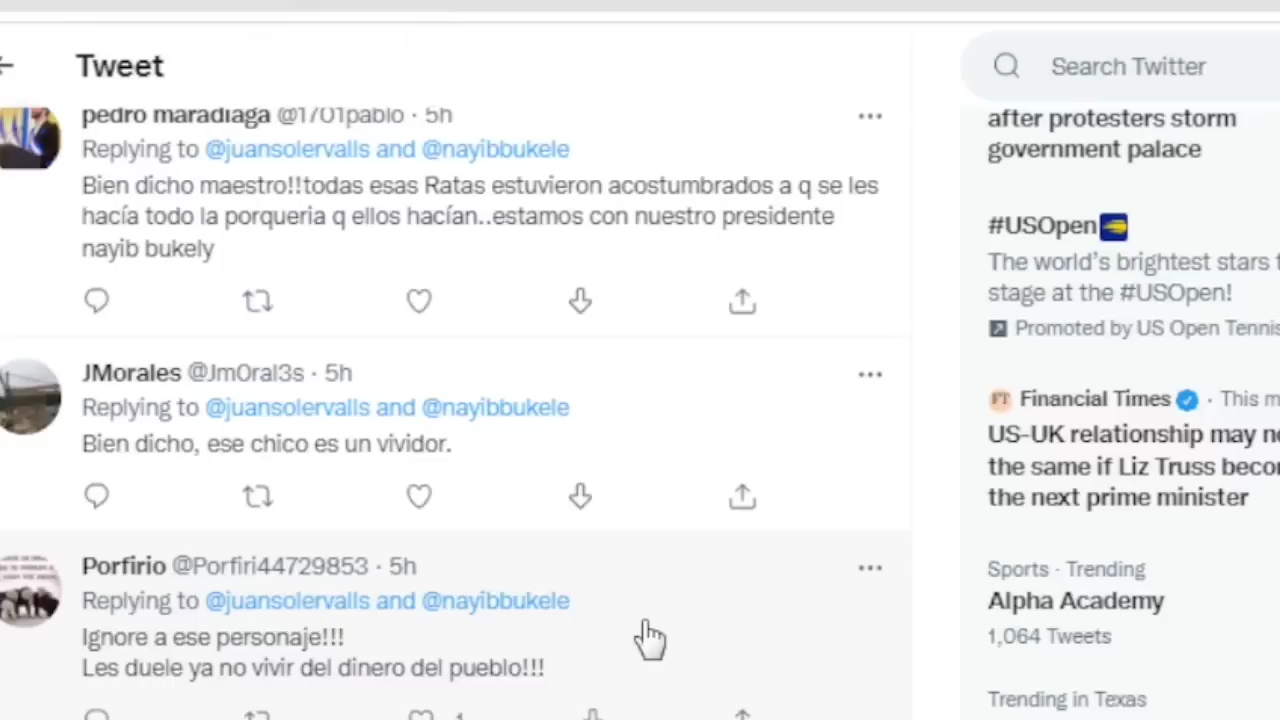 Tweet
pedro maradiaga @1701pablo · 5h
Replying to @juansolervalls and @nayibbukele
Bien dicho maestro!!todas esas Ratas estuvieron acostumbrados a q se les
hacía todo la porqueria q ellos hacían..estamos con nuestro presidente
nayib bukely
JMorales @Jm0ral3s · 5h
Replying to @juansolervalls and @nayibbukele
Bien dicho, ese chico es un vividor.
Porfirio @Porfiri44729853 · 5h
Replying to @juansolervalls and @nayibbukele
Ignore a ese personaje!!!
Les duele ya no vivir del dinero del pueblo!!!
1
Search Twitter
after protesters storm
government palace
#USOpen
The world's brightest stars
stage at the #USOpen!
Promoted by US Open Tennis
FT Financial Times · This
US-UK relationship may
the same if Liz Truss
the next prime minister
Sports · Trending
Alpha Academy
1,064 Tweets
Trending in Texas